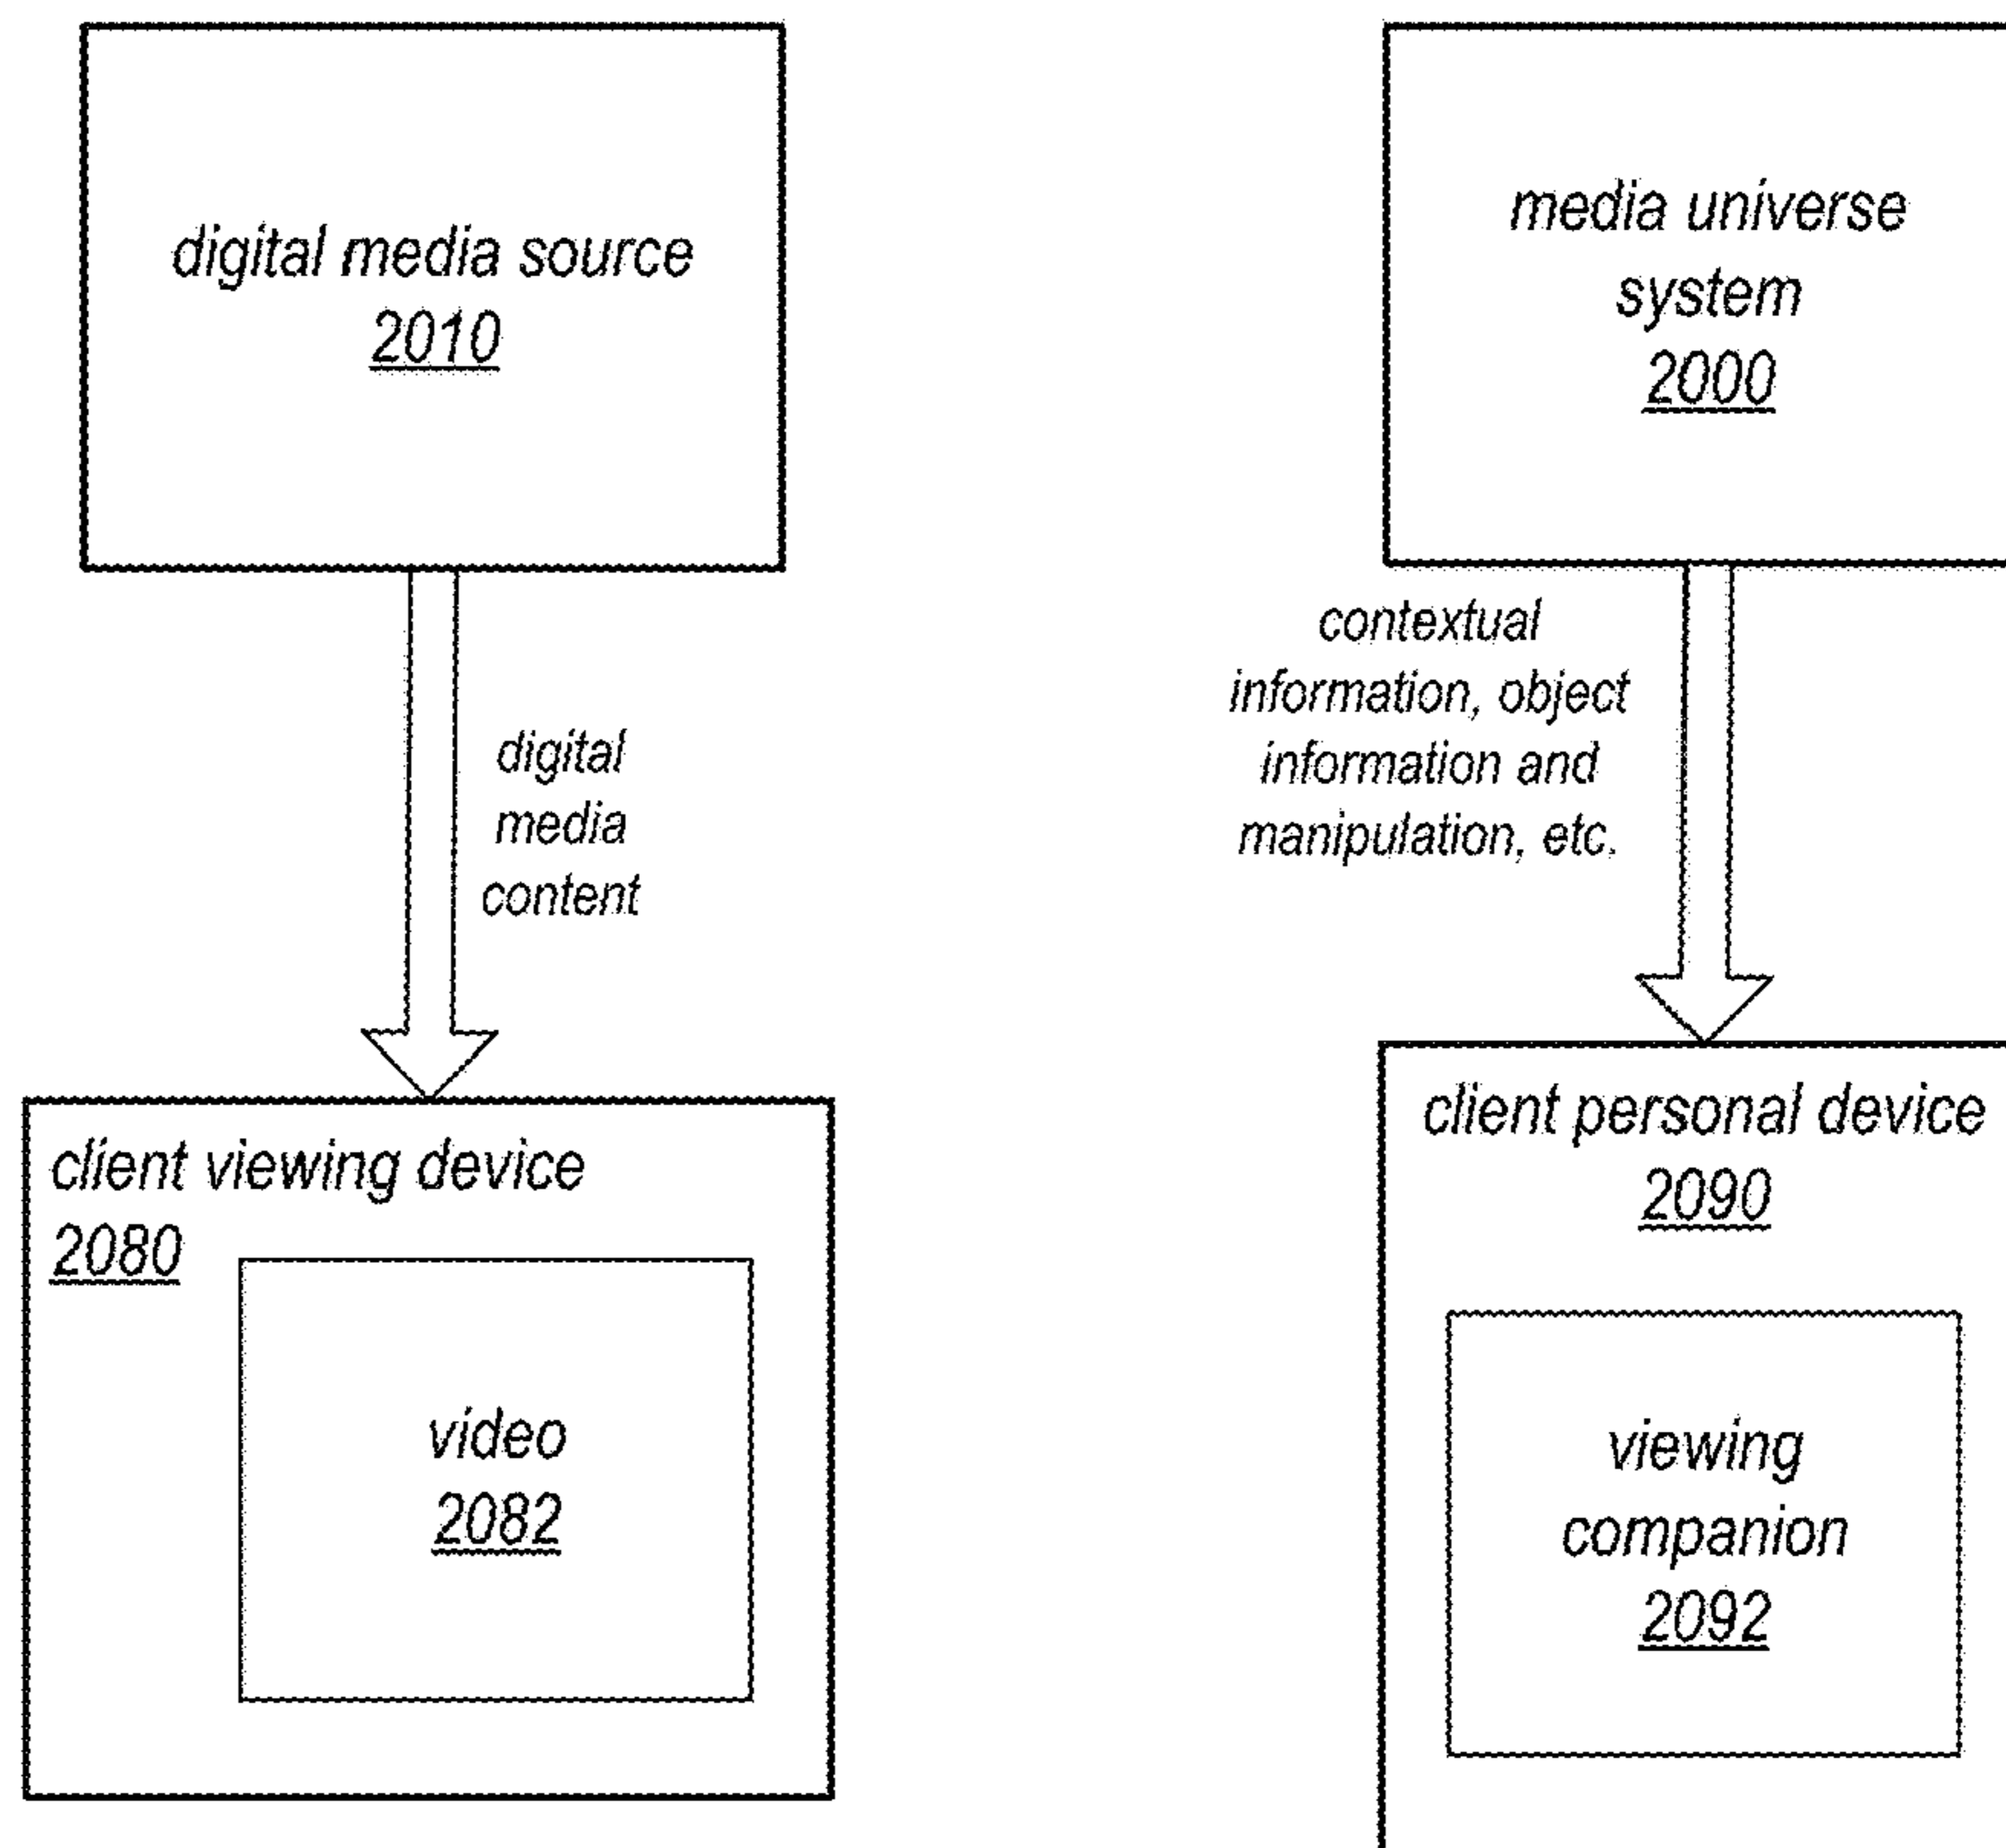 digital media source
2010
media universe
system
2000
digital
media
content
contextual
information, object
information and
manipulation, etc.
client viewing device
2080
video
2082
client personal device
2090
viewing
companion
2092